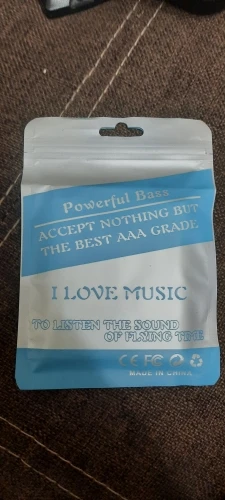 Powerful Bass
ACCEPT NOTHING BUT
THE BEST AAA GRADE
I LOVE MUSIC
TO LISTEN THE SOUND
OF FLYING TIME
CE FC
MADE IN CHINA